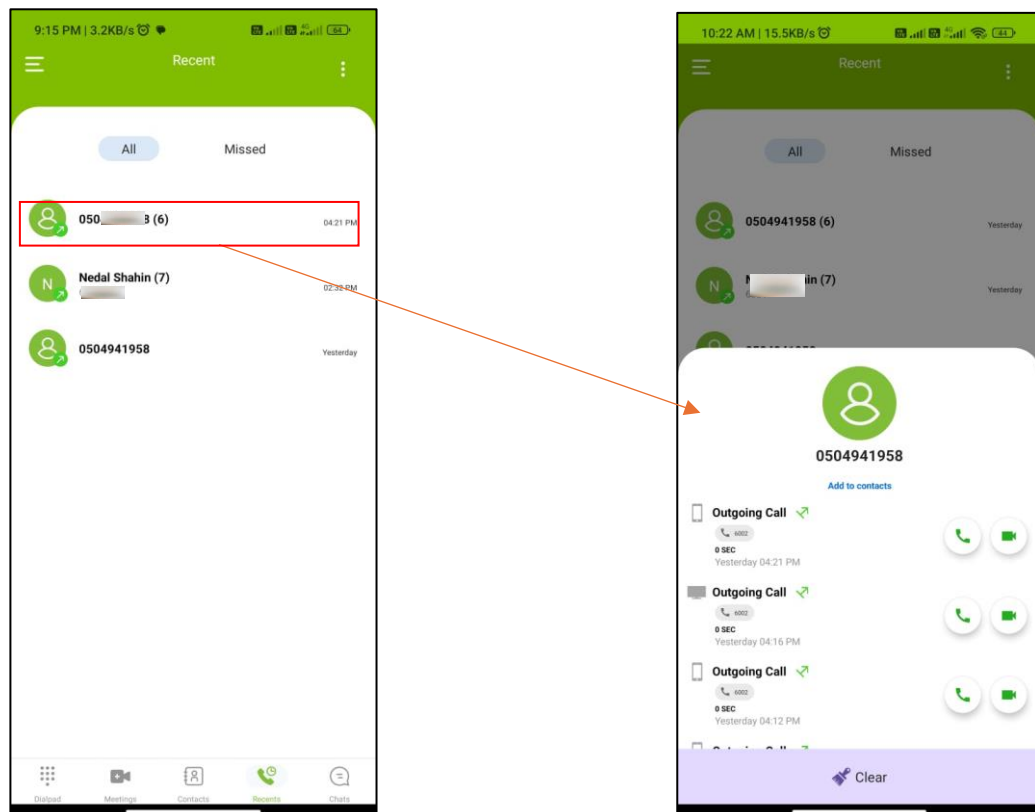 9:15 PM | 3.2KB/s
64
Recent
All Missed
050 8 (6)
04:21 PM
Nedal Shahin (7)
02:32 PM
0504941958
Yesterday
Dialpad Meetings Contacts Recents Chats
10:22 AM | 15.5KB/s
44
Recent
All Missed
0504941958 (6)
Yesterday
in (7)
Yesterday
0504941958
Add to contacts
Outgoing Call
6002
0 SEC
Yesterday 04:21 PM
Outgoing Call
6002
0 SEC
Yesterday 04:16 PM
Outgoing Call
6002
0 SEC
Yesterday 04:12 PM
Clear